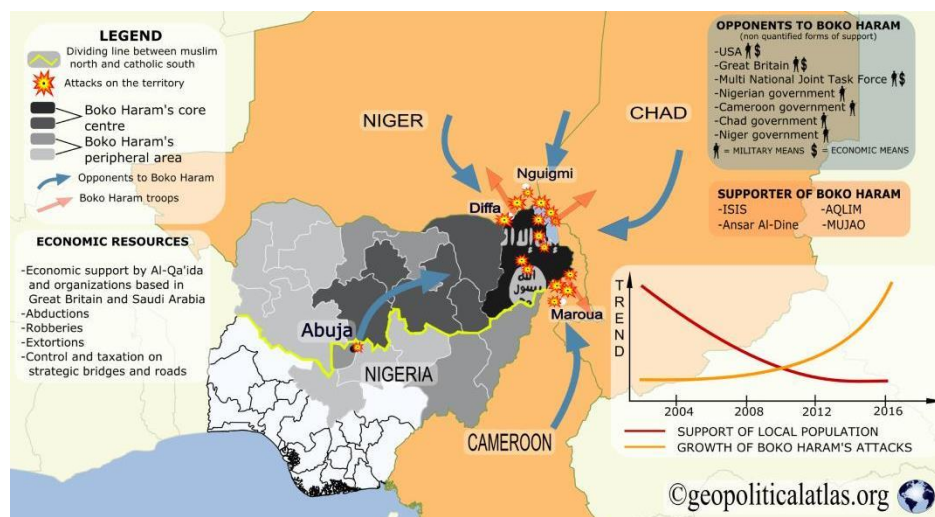 LEGEND
Dividing line between muslim
north and catholic south
Attacks on the territory
Boko Haram's core
centre
Boko Haram's
peripheral area
Opponents to Boko Haram
Boko Haram troops
ECONOMIC RESOURCES
-Economic support by Al-Qa'ida
and organizations based in
Great Britain and Saudi Arabia
-Abductions
-Robberies
-Extortions
-Control and taxation on
strategic bridges and roads
NIGER
CHAD
Nguigmi
Diffa
الله
رسول
Maroua
Abuja
NIGERIA
CAMEROON
OPPONENTS TO BOKO HARAM
(non quantified forms of support)
-USA $
-Great Britain $
-Multi National Joint Task Force $
-Nigerian government
-Cameroon government
-Chad government
-Niger government
= MILITARY MEANS $ = ECONOMIC MEANS
SUPPORTER OF BOKO HARAM
-ISIS -AQLIM
-Ansar Al-Dine -MUJAO
TREND
2004 2008 2012 2016
SUPPORT OF LOCAL POPULATION
GROWTH OF BOKO HARAM'S ATTACKS
©geopoliticalatlas.org